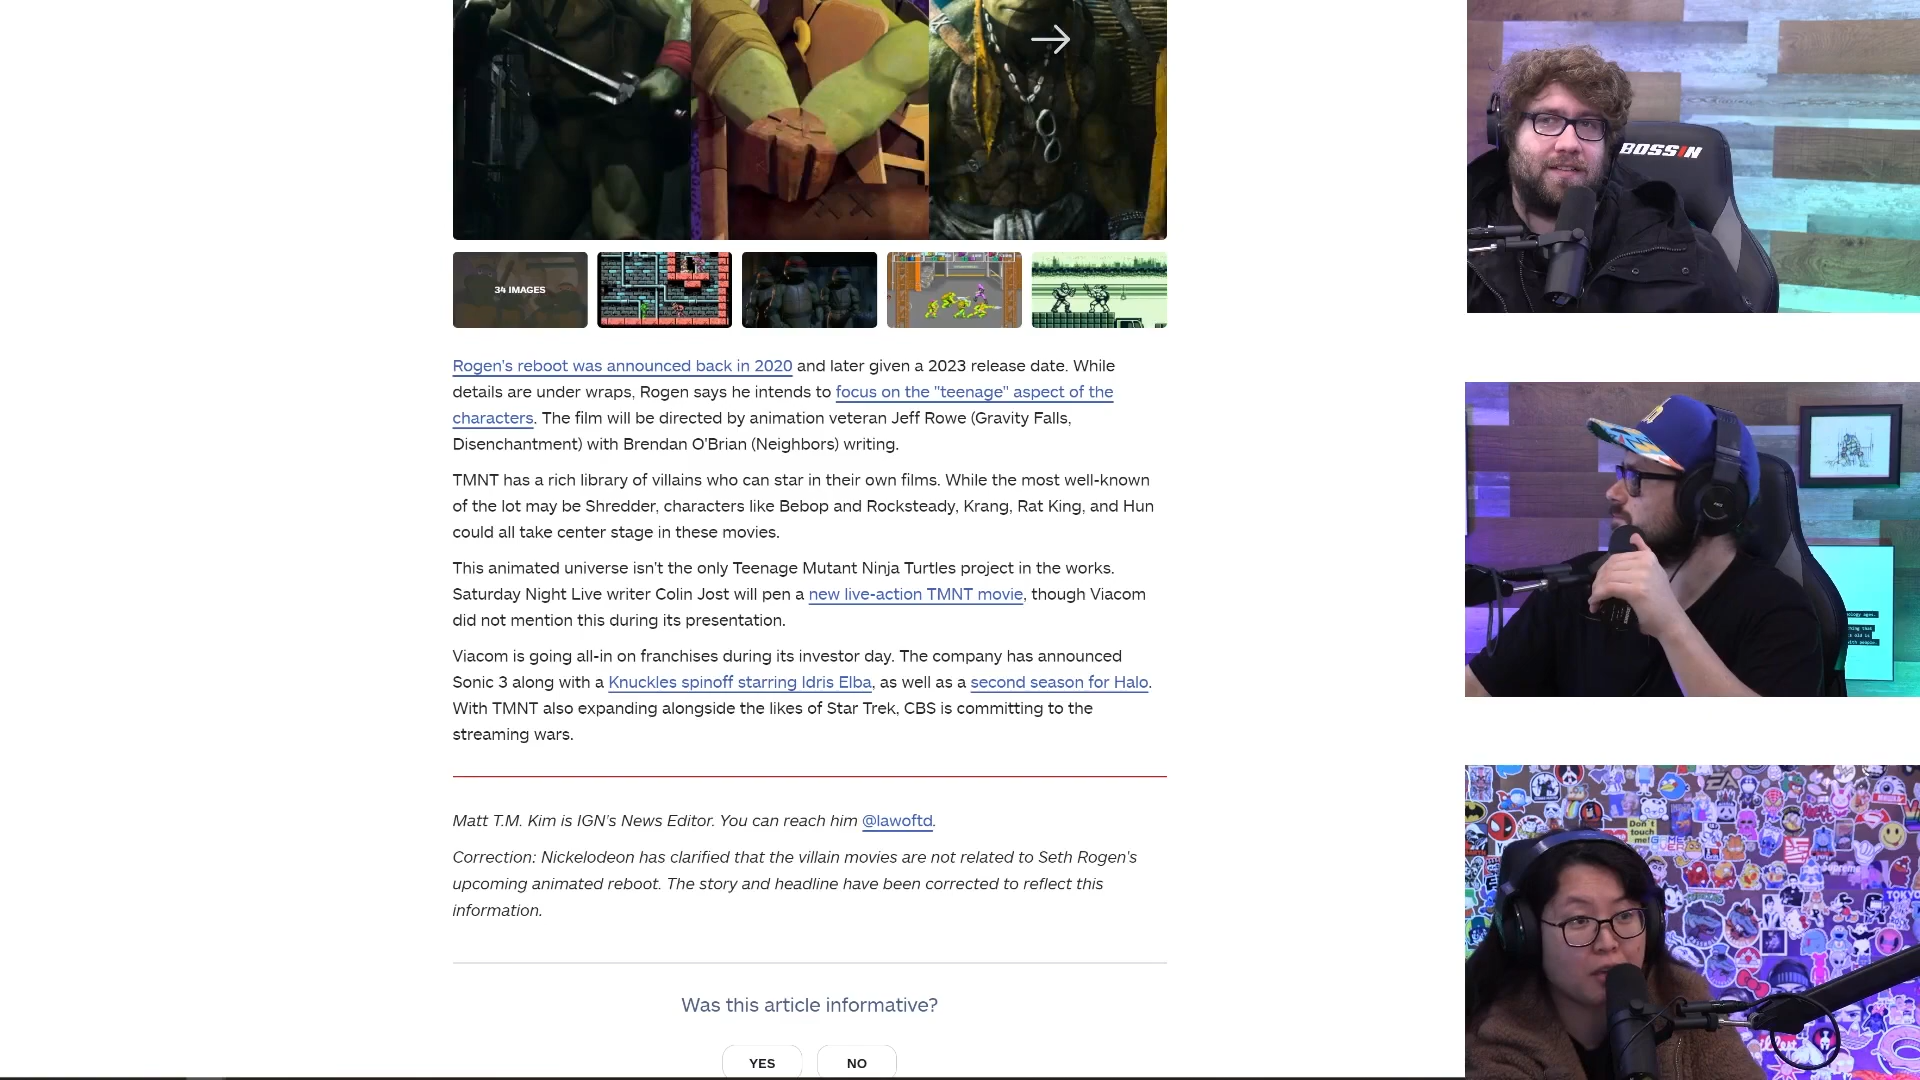 34 IMAGES
Rogen's reboot was announced back in 2020 and later given a 2023 release date. While
details are under wraps, Rogen says he intends to focus on the "teenage" aspect of the
characters. The film will be directed by animation veteran Jeff Rowe (Gravity Falls,
Disenchantment) with Brendan O'Brian (Neighbors) writing.
TMNT has a rich library of villains who can star in their own films. While the most well-known
of the lot may be Shredder, characters like Bebop and Rocksteady, Krang, Rat King, and Hun
could all take center stage in these movies.
This animated universe isn't the only Teenage Mutant Ninja Turtles project in the works.
Saturday Night Live writer Colin Jost will pen a new live-action TMNT movie, though Viacom
did not mention this during its presentation.
Viacom is going all-in on franchises during its investor day. The company has announced
Sonic 3 along with a Knuckles spinoff starring Idris Elba, as well as a second season for Halo.
With TMNT also expanding alongside the likes of Star Trek, CBS is committing to the
streaming wars.
Matt T.M. Kim is IGN's News Editor. You can reach him @lawoftd.
Correction: Nickelodeon has clarified that the villain movies are not related to Seth Rogen's
upcoming animated reboot. The story and headline have been corrected to reflect this
information.
Was this article informative?
YES
NO
BOSSIN
Don't
touch
me!